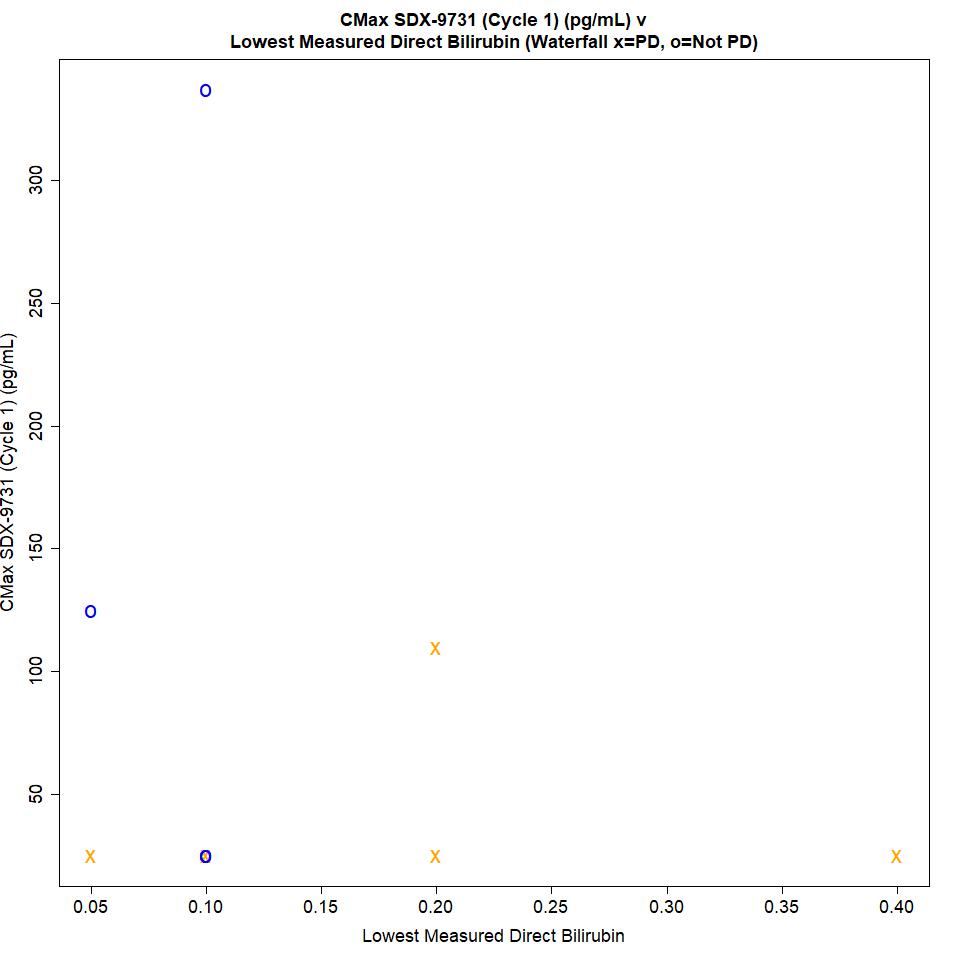 CMax SDX-9731 (Cycle 1) (pg/mL) v
Lowest Measured Direct Bilirubin (Waterfall x=PD, o=Not PD)
CMax SDX-9731 (Cycle 1) (pg/mL)
300
250
200
150
100
50
o
o
x
x
o
x
x
0.05
0.10
0.15
0.20
0.25
0.30
0.35
0.40
Lowest Measured Direct Bilirubin